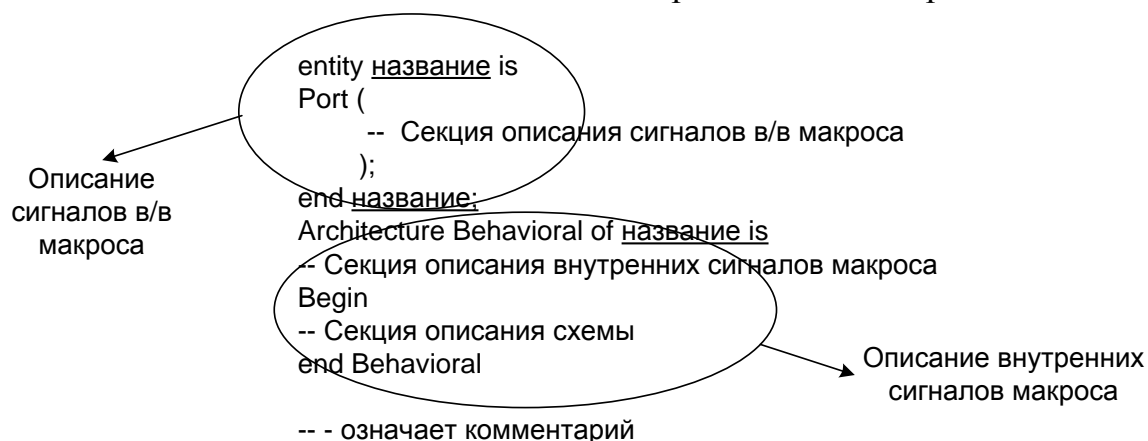 entity название is
Port (
-- Секция описания сигналов в/в макроса
);
end название;
Architecture Behavioral of название is
-- Секция описания внутренних сигналов макроса
Begin
-- Секция описания схемы
end Behavioral
-- - означает комментарий
Описание
сигналов в/в
макроса
Описание внутренних
сигналов макроса